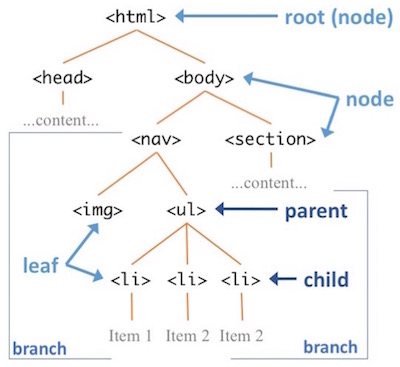 <html> root (node)
<head> <body>
node
...content...
<nav> <section>
...content...
<img> <ul> parent
leaf
<li> <li> <li> child
Item 1 Item 2 Item 2
branch branch